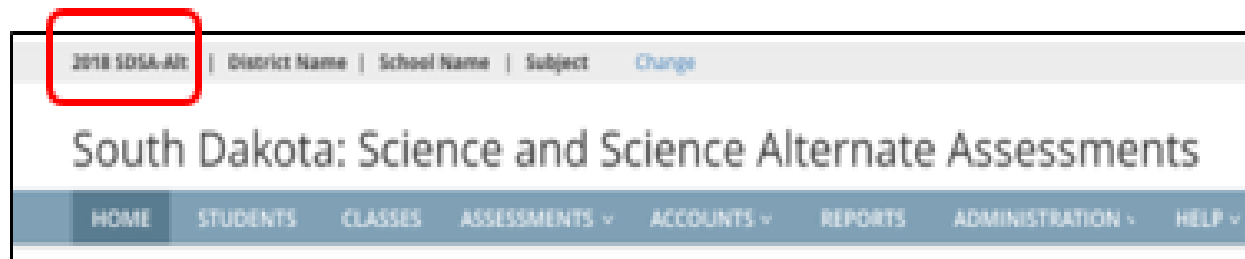 2018 SDSA-Alt | District Name | School Name | Subject Change
South Dakota: Science and Science Alternate Assessments
HOME STUDENTS CLASSES ASSESSMENTS ACCOUNTS REPORTS ADMINISTRATION HELP